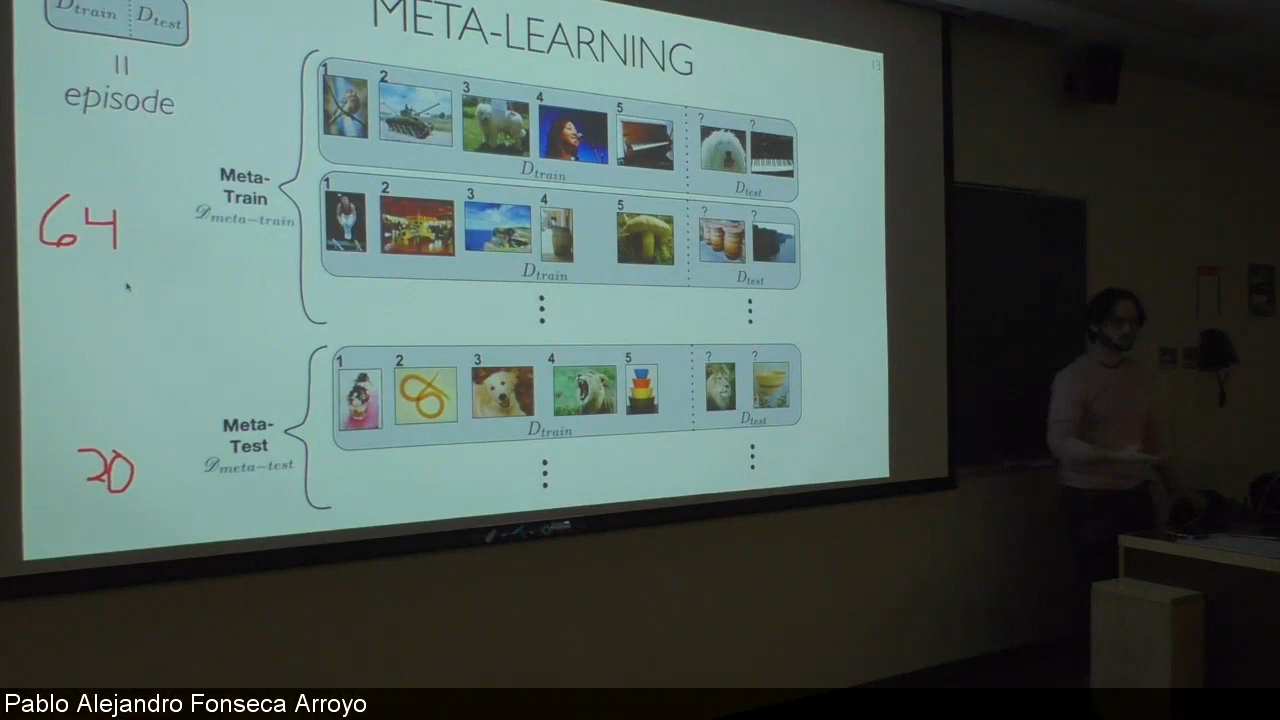 META-LEARNING
13
D_train D_test
=
episode
Meta-
Train
𝒟_meta−train
64
1 2 3 4 5 ? ?
D_train D_test
1 2 3 4 5 ? ?
D_train D_test
Meta-
Test
𝒟_meta−test
20
1 2 3 4 5 ? ?
D_train D_test
Pablo Alejandro Fonseca Arroyo